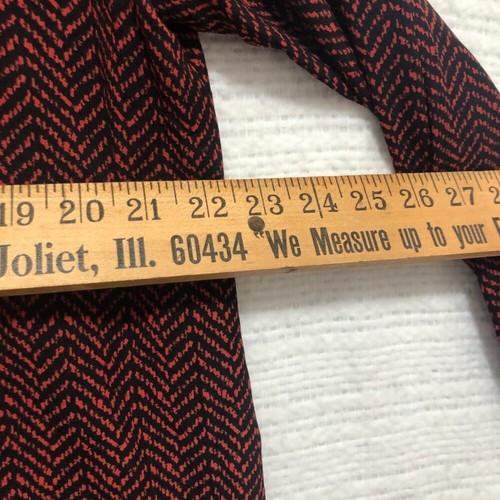 19 20 21 22 23 24 25 26 27
Joliet, Ill. 60434 "We Measure up to your